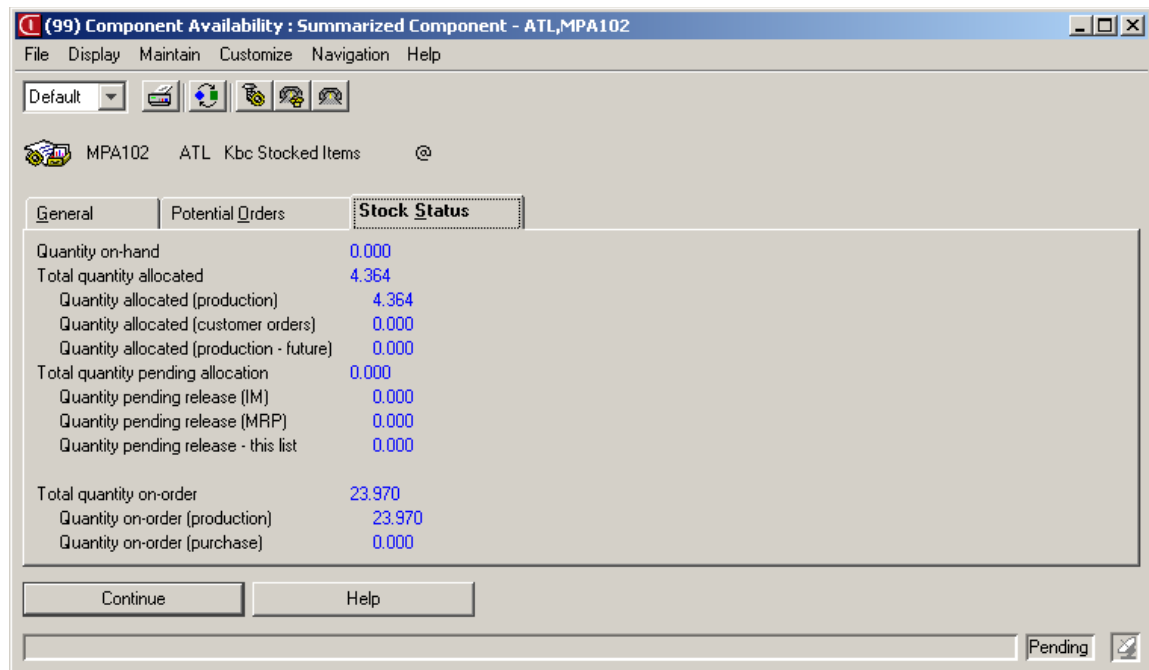 (99) Component Availability : Summarized Component - ATL,MPA102
File Display Maintain Customize Navigation Help
Default
MPA102 ATL Kbc Stocked Items @
General Potential Orders Stock Status
Quantity on-hand 0.000
Total quantity allocated 4.364
Quantity allocated (production) 4.364
Quantity allocated (customer orders) 0.000
Quantity allocated (production - future) 0.000
Total quantity pending allocation 0.000
Quantity pending release (IM) 0.000
Quantity pending release (MRP) 0.000
Quantity pending release - this list 0.000
Total quantity on-order 23.970
Quantity on-order (production) 23.970
Quantity on-order (purchase) 0.000
Continue Help
Pending